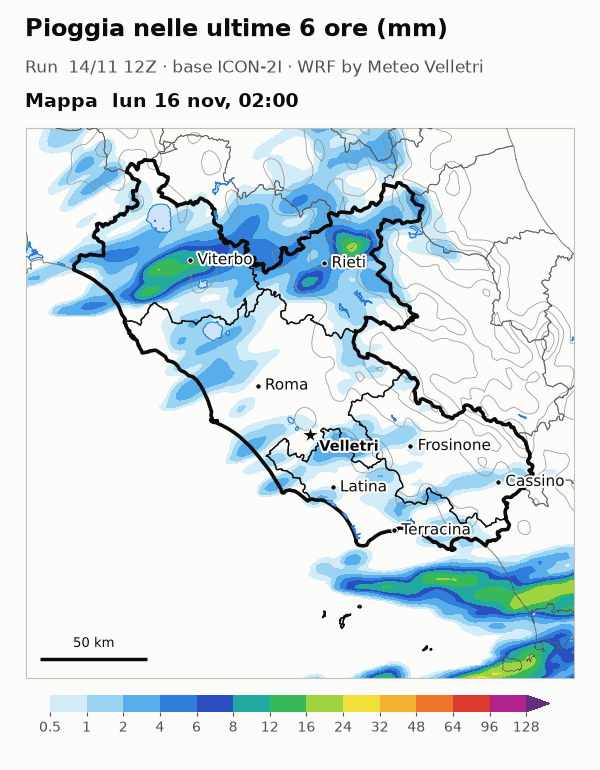 Pioggia nelle ultime 6 ore (mm)
Run 14/11 12Z · base ICON-2I · WRF by Meteo Velletri
Mappa lun 16 nov, 02:00
Viterbo
Rieti
Roma
Velletri
Frosinone
Cassino
Latina
Terracina
50 km
0.5 1 2 4 6 8 12 16 24 32 48 64 96 128